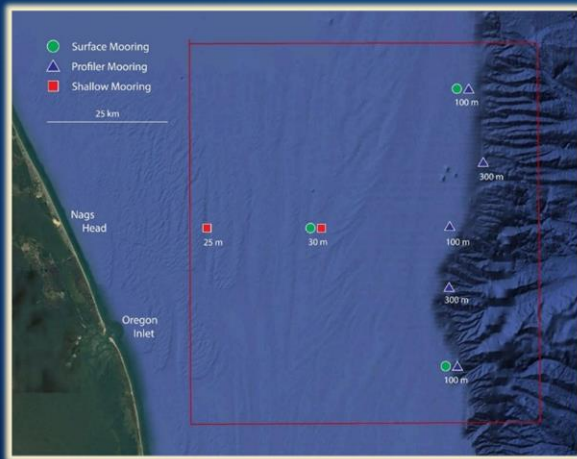 Surface Mooring
Profiler Mooring
Shallow Mooring
25 km
100 m
300 m
Nags
Head
25 m
30 m
100 m
300 m
Oregon
Inlet
100 m